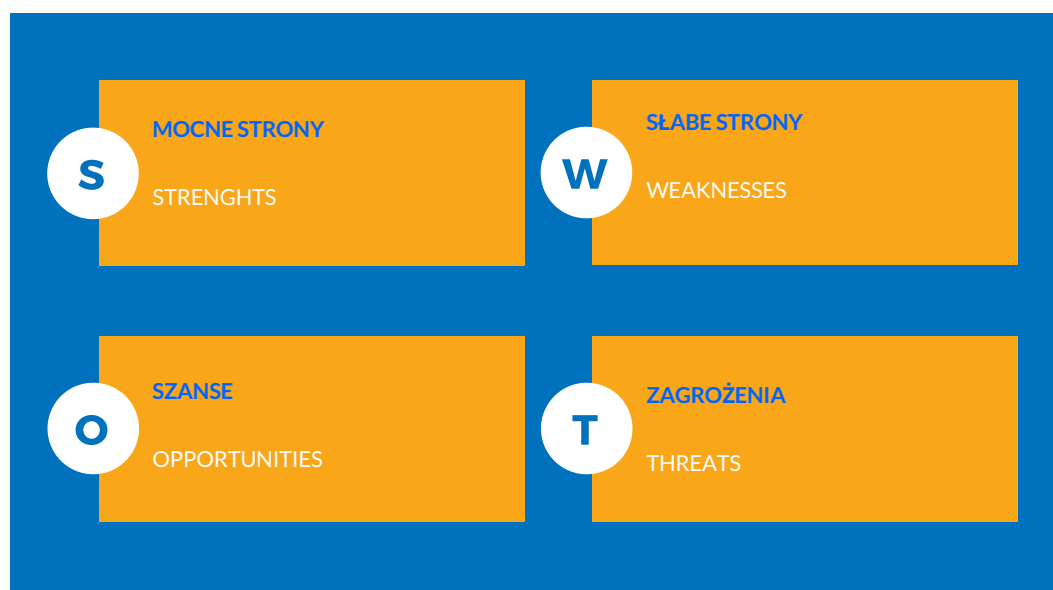 S
MOCNE STRONY
STRENGHTS
W
SŁABE STRONY
WEAKNESSES
O
SZANSE
OPPORTUNITIES
T
ZAGROŻENIA
THREATS